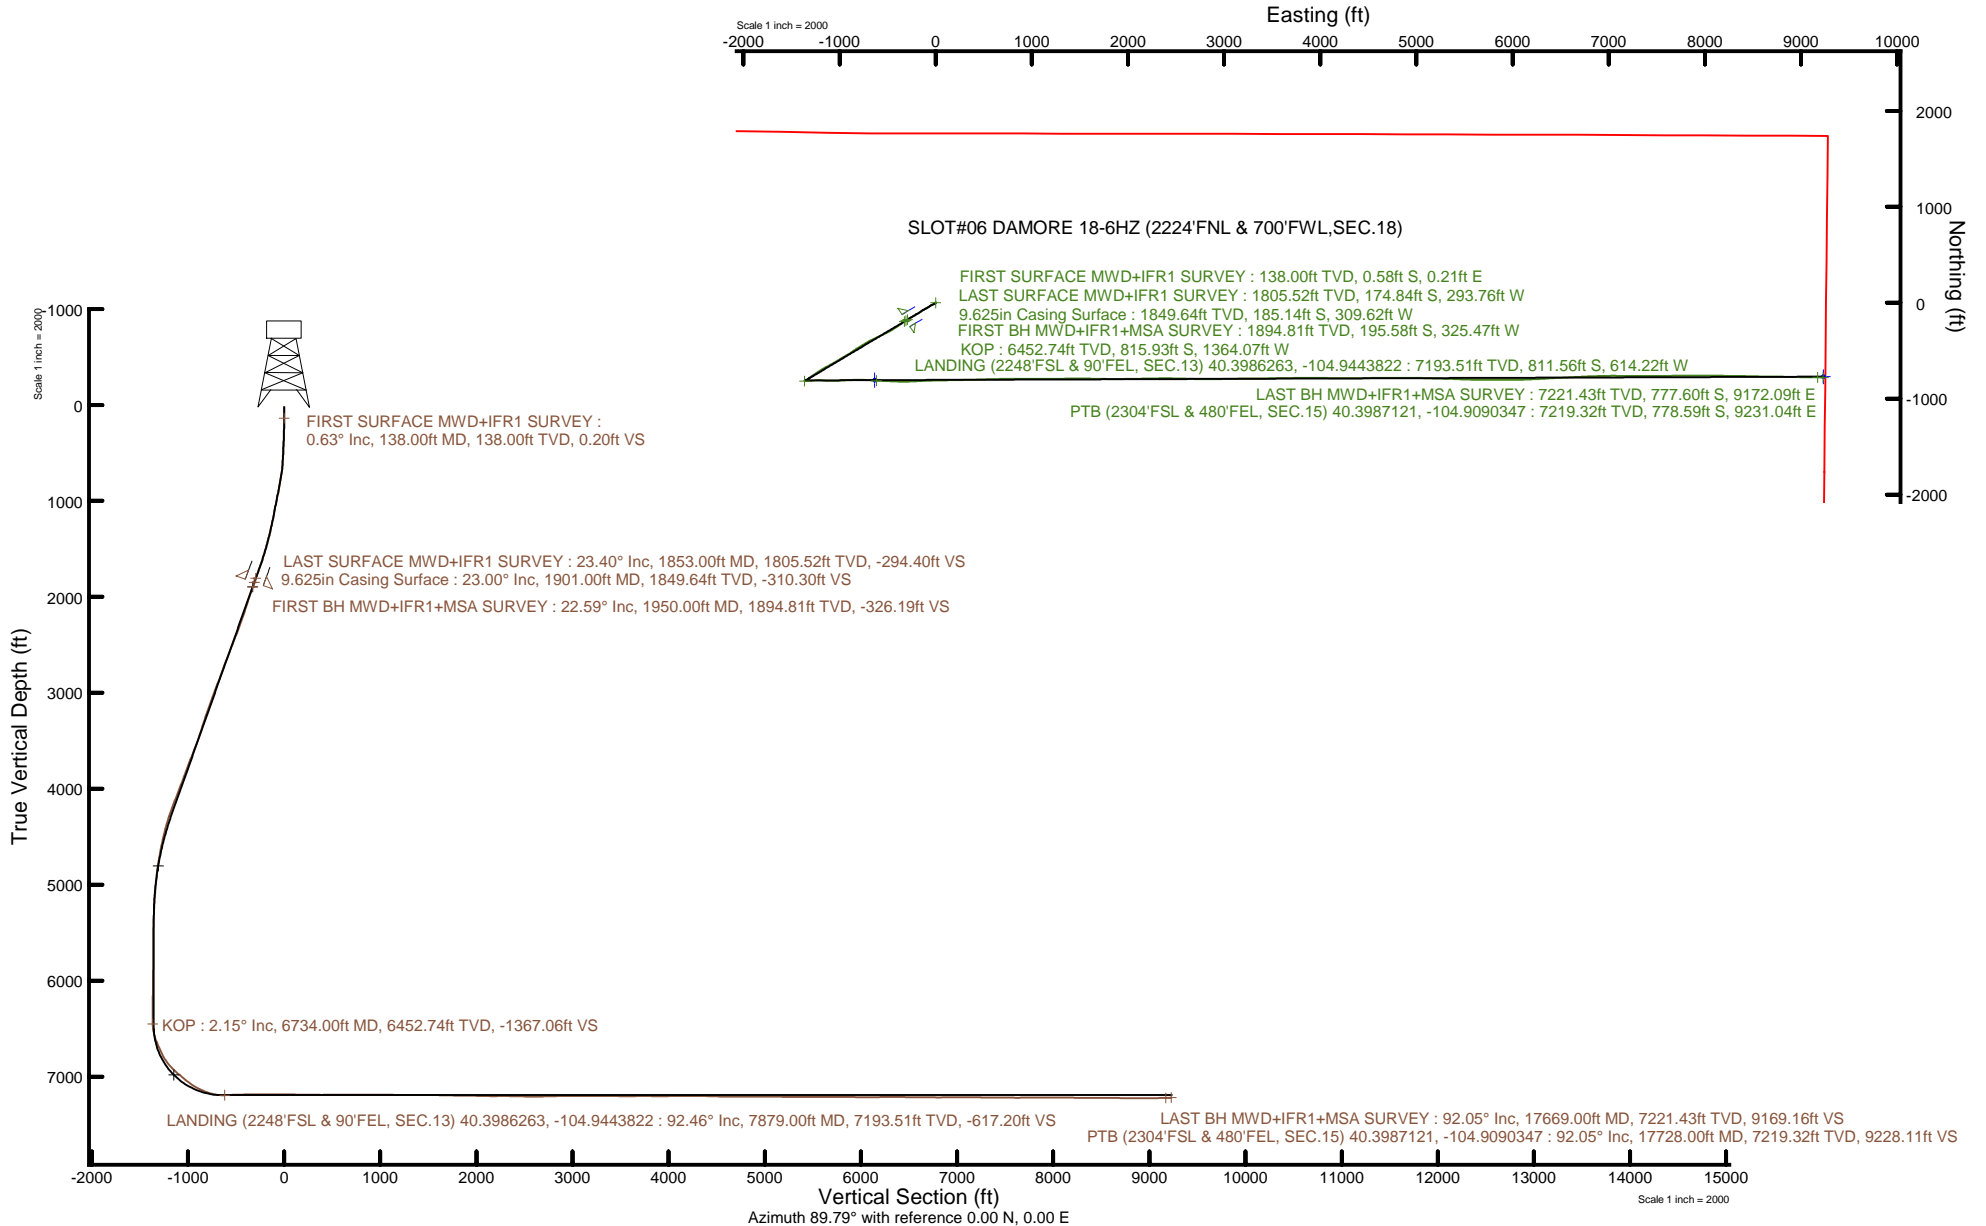 Easting (ft)
Scale 1 inch = 2000
-2000 -1000 0 1000 2000 3000 4000 5000 6000 7000 8000 9000 10000
2000
1000
0
-1000
-2000
Northing (ft)
SLOT#06 DAMORE 18-6HZ (2224'FNL & 700'FWL,SEC.18)
FIRST SURFACE MWD+IFR1 SURVEY : 138.00ft TVD, 0.58ft S, 0.21ft E
LAST SURFACE MWD+IFR1 SURVEY : 1805.52ft TVD, 174.84ft S, 293.76ft W
9.625in Casing Surface : 1849.64ft TVD, 185.14ft S, 309.62ft W
FIRST BH MWD+IFR1+MSA SURVEY : 1894.81ft TVD, 195.58ft S, 325.47ft W
KOP : 6452.74ft TVD, 815.93ft S, 1364.07ft W
LANDING (2248'FSL & 90'FEL, SEC.13) 40.3986263, -104.9443822 : 7193.51ft TVD, 811.56ft S, 614.22ft W
LAST BH MWD+IFR1+MSA SURVEY : 7221.43ft TVD, 777.60ft S, 9172.09ft E
PTB (2304'FSL & 480'FEL, SEC.15) 40.3987121, -104.9090347 : 7219.32ft TVD, 778.59ft S, 9231.04ft E
Scale 1 inch = 2000
-1000
0
1000
2000
3000
4000
5000
6000
7000
True Vertical Depth (ft)
FIRST SURFACE MWD+IFR1 SURVEY :
0.63° Inc, 138.00ft MD, 138.00ft TVD, 0.20ft VS
LAST SURFACE MWD+IFR1 SURVEY : 23.40° Inc, 1853.00ft MD, 1805.52ft TVD, -294.40ft VS
9.625in Casing Surface : 23.00° Inc, 1901.00ft MD, 1849.64ft TVD, -310.30ft VS
FIRST BH MWD+IFR1+MSA SURVEY : 22.59° Inc, 1950.00ft MD, 1894.81ft TVD, -326.19ft VS
KOP : 2.15° Inc, 6734.00ft MD, 6452.74ft TVD, -1367.06ft VS
LANDING (2248'FSL & 90'FEL, SEC.13) 40.3986263, -104.9443822 : 92.46° Inc, 7879.00ft MD, 7193.51ft TVD, -617.20ft VS
LAST BH MWD+IFR1+MSA SURVEY : 92.05° Inc, 17669.00ft MD, 7221.43ft TVD, 9169.16ft VS
PTB (2304'FSL & 480'FEL, SEC.15) 40.3987121, -104.9090347 : 92.05° Inc, 17728.00ft MD, 7219.32ft TVD, 9228.11ft VS
-2000 -1000 0 1000 2000 3000 4000 5000 6000 7000 8000 9000 10000 11000 12000 13000 14000 15000
Vertical Section (ft)
Scale 1 inch = 2000
Azimuth 89.79° with reference 0.00 N, 0.00 E